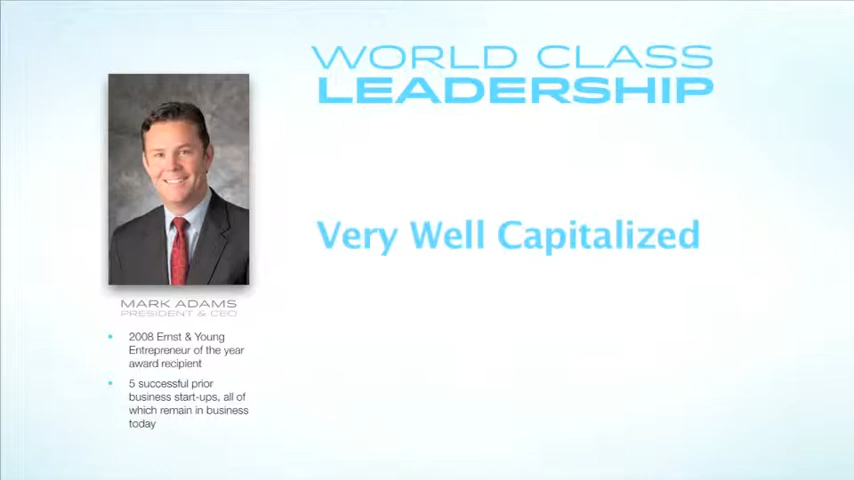 WORLD CLASS
LEADERSHIP
Very Well Capitalized
MARK ADAMS
PRESIDENT & CEO
• 2008 Ernst & Young
Entrepreneur of the year
award recipient
• 5 successful prior
business start-ups, all of
which remain in business
today